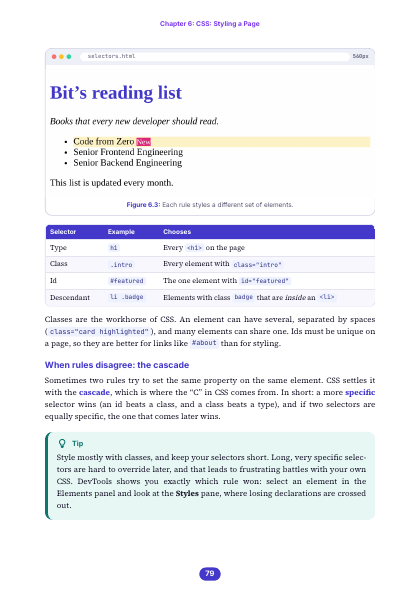 Chapter 6: CSS: Styling a Page
selectors.html 560px
Bit's reading list
Books that every new developer should read.
• Code from Zero New
• Senior Frontend Engineering
• Senior Backend Engineering
This list is updated every month.
Figure 6.3: Each rule styles a different set of elements.
Selector Example Chooses
Type h1 Every <h1> on the page
Class .intro Every element with class="intro"
Id #featured The one element with id="featured"
Descendant li .badge Elements with class badge that are inside an <li>
Classes are the workhorse of CSS. An element can have several, separated by spaces
(class="card highlighted"), and many elements can share one. Ids must be unique on
a page, so they are better for links like #about than for styling.
When rules disagree: the cascade
Sometimes two rules try to set the same property on the same element. CSS settles it
with the cascade, which is where the “C” in CSS comes from. In short: a more specific
selector wins (an id beats a class, and a class beats a type), and if two selectors are
equally specific, the one that comes later wins.
Tip
Style mostly with classes, and keep your selectors short. Long, very specific selec-
tors are hard to override later, and that leads to frustrating battles with your own
CSS. DevTools shows you exactly which rule won: select an element in the
Elements panel and look at the Styles pane, where losing declarations are crossed
out.
79